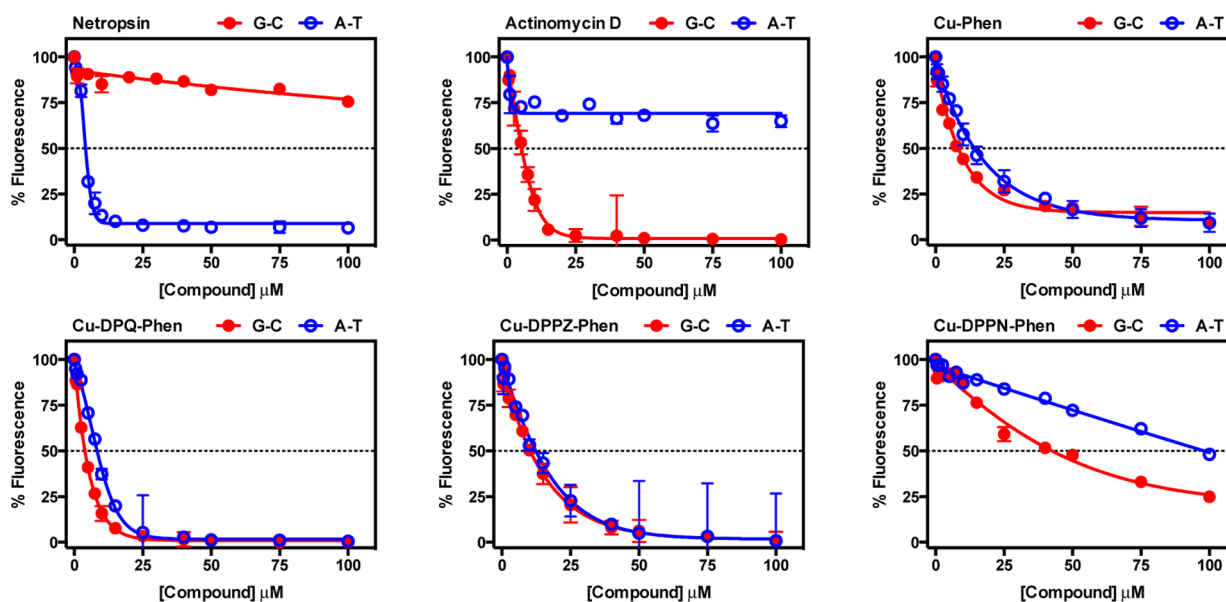 Netropsin G-C A-T
% Fluorescence
100
75
50
25
0
0 25 50 75 100
[Compound] μM
Actinomycin D G-C A-T
% Fluorescence
100
75
50
25
0
0 25 50 75 100
[Compound] μM
Cu-Phen G-C A-T
% Fluorescence
100
75
50
25
0
0 25 50 75 100
[Compound] μM
Cu-DPQ-Phen G-C A-T
% Fluorescence
100
75
50
25
0
0 25 50 75 100
[Compound] μM
Cu-DPPZ-Phen G-C A-T
% Fluorescence
100
75
50
25
0
0 25 50 75 100
[Compound] μM
Cu-DPPN-Phen G-C A-T
% Fluorescence
100
75
50
25
0
0 25 50 75 100
[Compound] μM